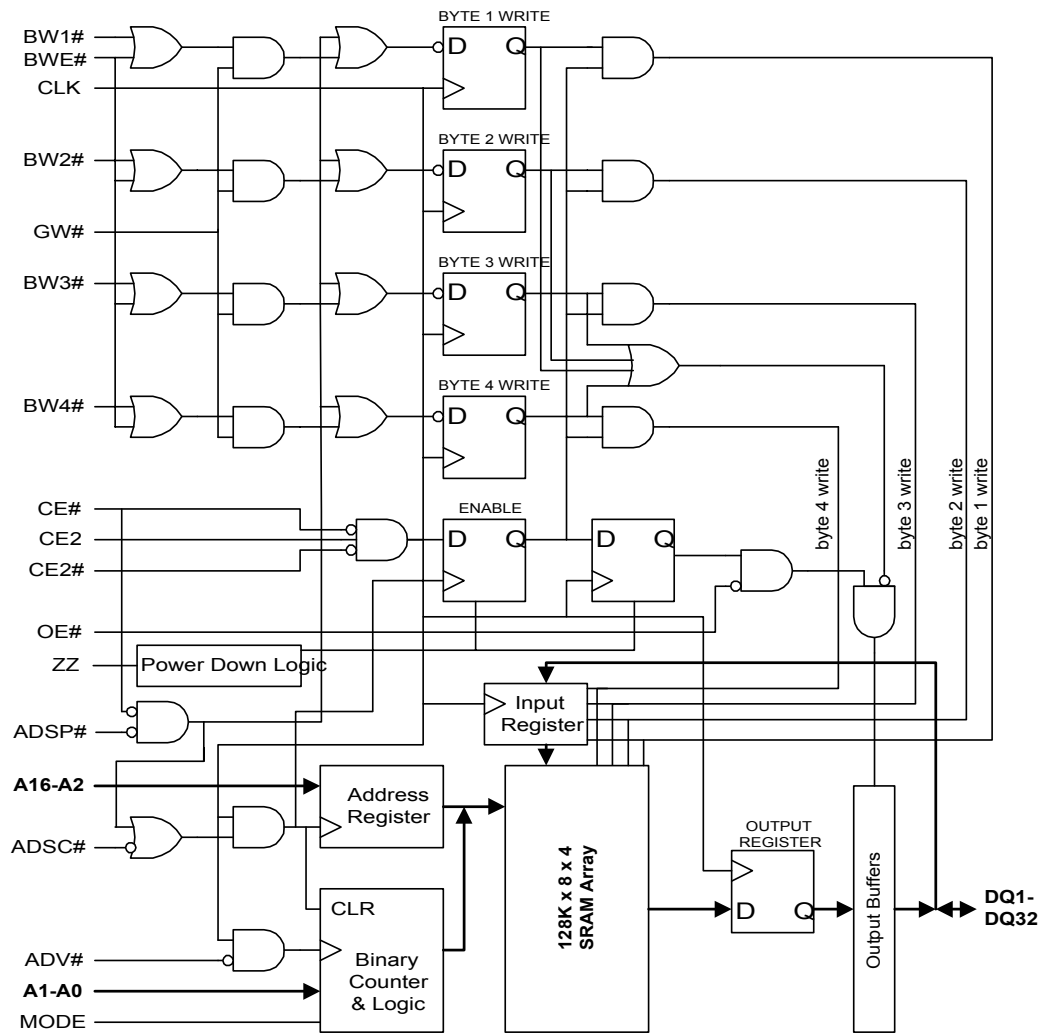 BYTE 1 WRITE
BW1#
BWE#
CLK
D Q
BYTE 2 WRITE
BW2#
D Q
GW#
BYTE 3 WRITE
BW3#
D Q
BYTE 4 WRITE
BW4#
D Q
byte 4 write
byte 3 write
byte 2 write
byte 1 write
CE#
CE2
CE2#
ENABLE
D Q
D Q
OE#
ZZ
Power Down Logic
Input
Register
ADSP#
A16-A2
Address
Register
ADSC#
OUTPUT
REGISTER
D Q
128K x 8 x 4
SRAM Array
Output Buffers
DQ1-
DQ32
CLR
Binary
Counter
& Logic
ADV#
A1-A0
MODE